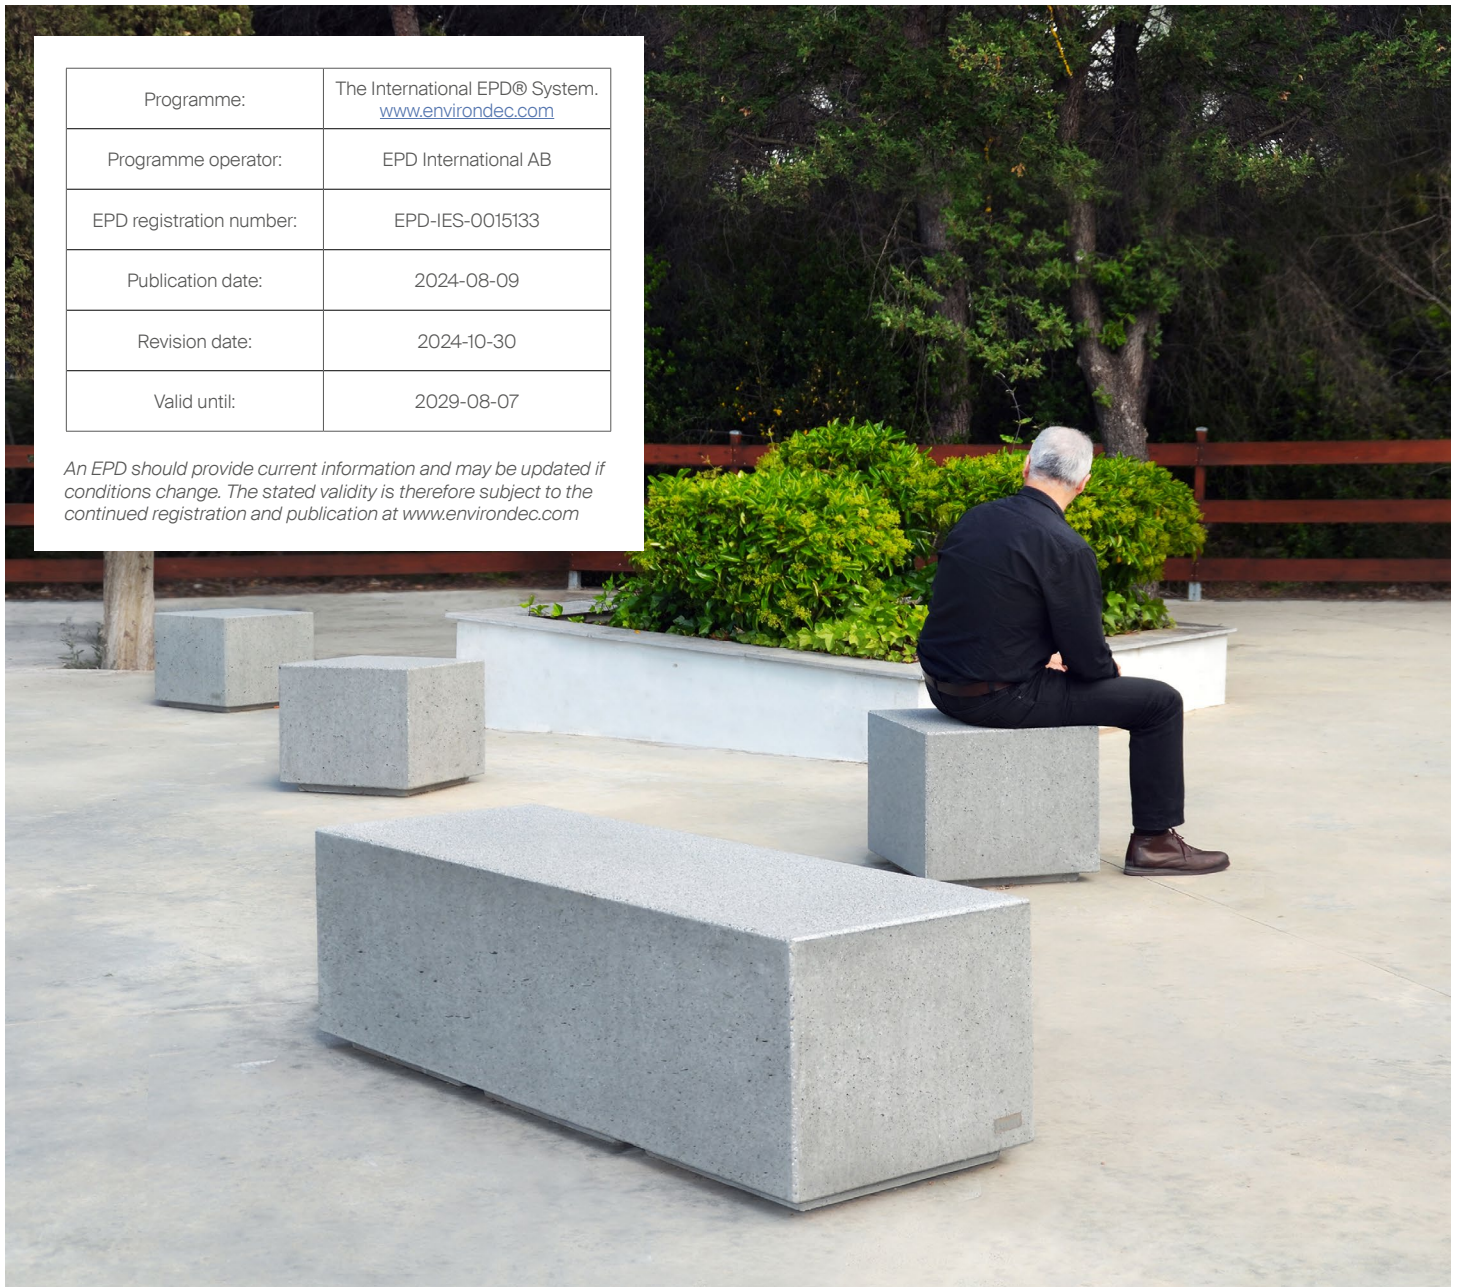 Programme:
The International EPD® System.
www.environdec.com
Programme operator:
EPD International AB
EPD registration number:
EPD-IES-0015133
Publication date:
2024-08-09
Revision date:
2024-10-30
Valid until:
2029-08-07
An EPD should provide current information and may be updated if
conditions change. The stated validity is therefore subject to the
continued registration and publication at www.environdec.com